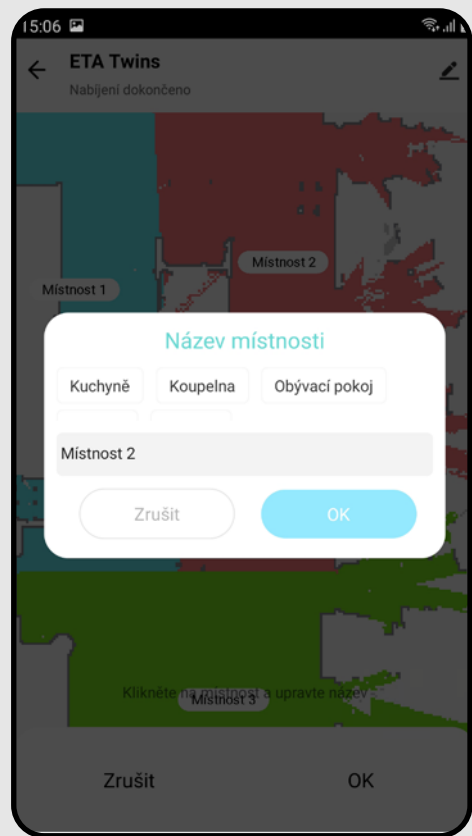 15:06
ETA Twins
Nabíjení dokončeno
Místnost 2
Místnost 1
Název místnosti
Kuchyně Koupelna Obývací pokoj
Místnost 2
Zrušit OK
Klikněte na místnost a upravte název
Místnost 3
Zrušit OK